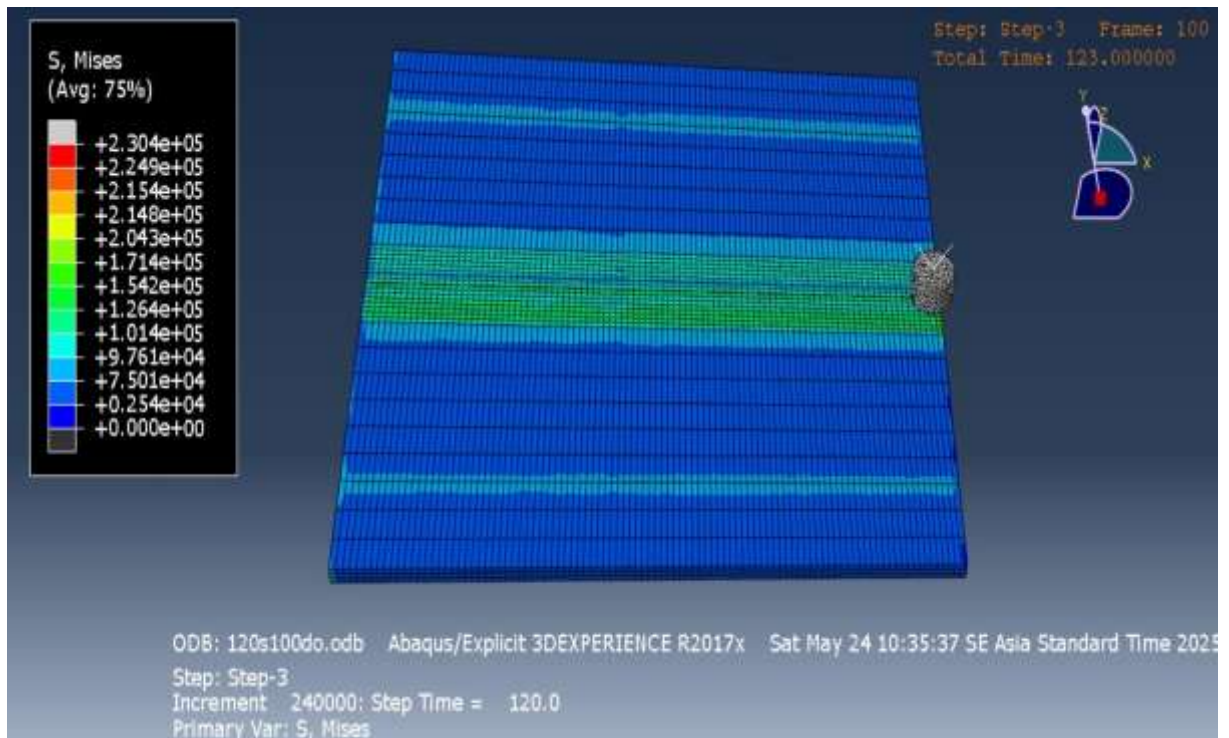 S, Mises
(Avg: 75%)
+2.304e+05
+2.249e+05
+2.154e+05
+2.148e+05
+2.043e+05
+1.714e+05
+1.542e+05
+1.264e+05
+1.014e+05
+9.761e+04
+7.501e+04
+0.254e+04
+0.000e+00
Step: Step-3 Frame: 100
Total Time: 123.000000
Y
Z
X
ODB: 120s100do.odb Abaqus/Explicit 3DEXPERIENCE R2017x Sat May 24 10:35:37 SE Asia Standard Time 2025
Step: Step-3
Increment 240000: Step Time = 120.0
Primary Var: S, Mises